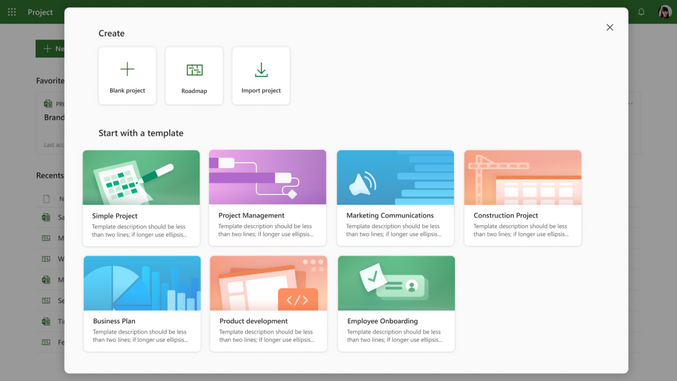 Project
Create
Blank project
Roadmap
Import project
Favorite
Brand
Last acc
Start with a template
Recents
Simple Project
Template description should be less
than two lines; if longer use ellipsis...
Project Management
Template description should be less
than two lines; if longer use ellipsis...
Marketing Communications
Template description should be less
than two lines; if longer use ellipsis...
Construction Project
Template description should be less
than two lines; if longer use ellipsis...
Business Plan
Template description should be less
than two lines; if longer use ellipsis...
Product development
Template description should be less
than two lines; if longer use ellipsis...
Employee Onboarding
Template description should be less
than two lines; if longer use ellipsis...